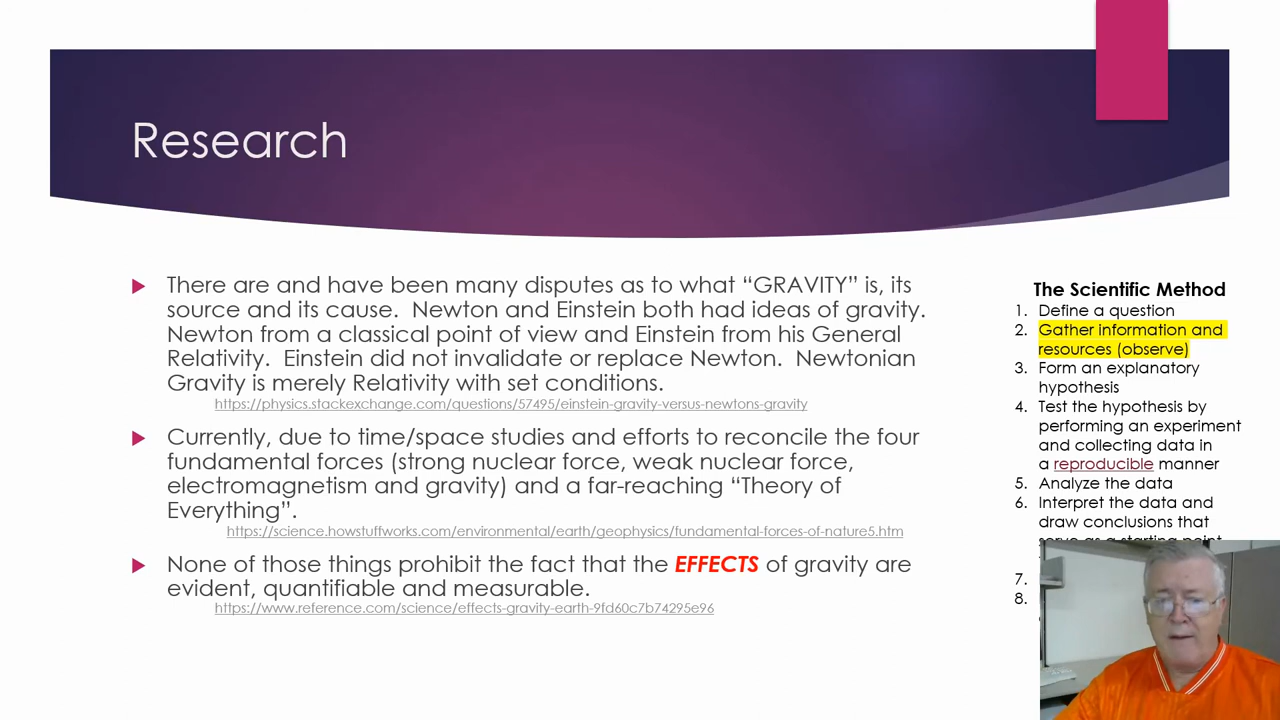 Research
There are and have been many disputes as to what “GRAVITY” is, its
source and its cause.  Newton and Einstein both had ideas of gravity.
Newton from a classical point of view and Einstein from his General
Relativity.  Einstein did not invalidate or replace Newton.  Newtonian
Gravity is merely Relativity with set conditions.
https://physics.stackexchange.com/questions/57495/einstein-gravity-versus-newtons-gravity
Currently, due to time/space studies and efforts to reconcile the four
fundamental forces (strong nuclear force, weak nuclear force,
electromagnetism and gravity) and a far-reaching “Theory of
Everything”.
https://science.howstuffworks.com/environmental/earth/geophysics/fundamental-forces-of-nature5.htm
None of those things prohibit the fact that the EFFECTS of gravity are
evident, quantifiable and measurable.
https://www.reference.com/science/effects-gravity-earth-9fd60c7b74295e96
The Scientific Method
1. Define a question
2. Gather information and
resources (observe)
3. Form an explanatory
hypothesis
4. Test the hypothesis by
performing an experiment
and collecting data in
a reproducible manner
5. Analyze the data
6. Interpret the data and
draw conclusions that
serve as a starting point
7.
8.